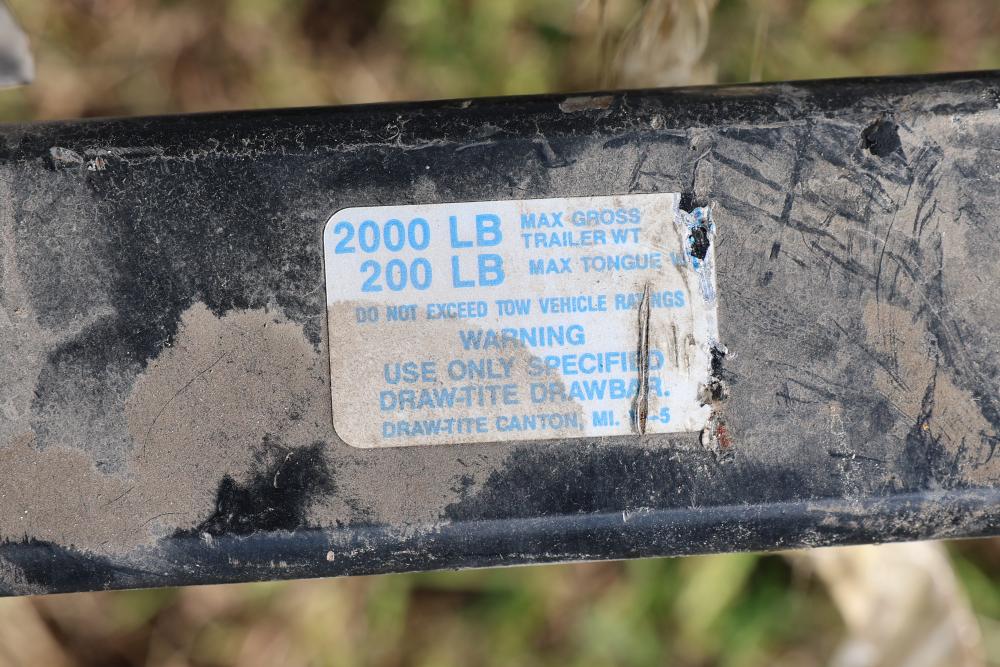 2000 LB MAX GROSS TRAILER WT
200 LB MAX TONGUE
DO NOT EXCEED TOW VEHICLE RATINGS
WARNING
USE ONLY SPECIFIED
DRAW-TITE DRAWBAR.
DRAW-TITE CANTON, MI.